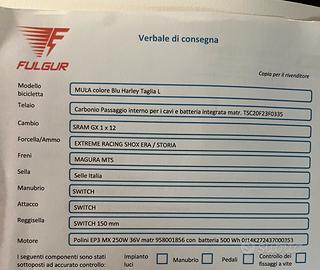 FULGUR
Verbale di consegna
Copia per il rivenditore
Modello bicicletta MULA colore Blu Harley Taglia L
Telaio Carbonio Passaggio interno per i cavi e batteria integrata matr. TSC20F23F0335
Cambio SRAM GX 1 x 12
Forcella/Ammo EXTREME RACING SHOX ERA / STORIA
Freni MAGURA MT5
Sella Selle Italia
Manubrio SWITCH
Attacco SWITCH
Reggisella SWITCH 150 mm
Motore Polini EP3 MX 250W 36V matr 958001856 con batteria 500 Wh
I seguenti componenti sono stati sottoposti ad accurato controllo: Impianto luci Manubrio Pedali Controllo dei fissaggi a vite